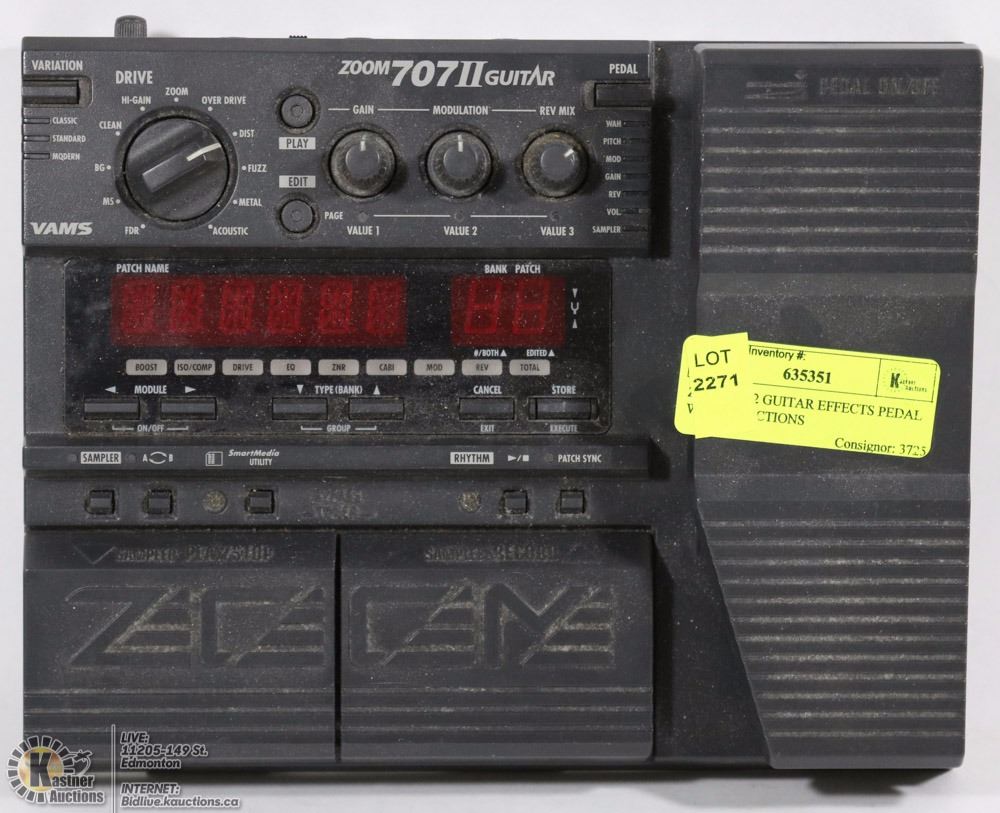 VARIATION
DRIVE
ZOOM 707II GUITAR
PEDAL
PEDAL ON/OFF
ZOOM
HI-GAIN
OVER DRIVE
CLEAN
DIST
BG
FUZZ
MS
METAL
FDR
ACOUSTIC
CLASSIC
STANDARD
MODERN
VAMS
PLAY
EDIT
GAIN
MODULATION
REV MIX
PAGE
VALUE 1
VALUE 2
VALUE 3
WAH
PITCH
MOD
GAIN
REV
VOL
SAMPLER
PATCH NAME
BANK PATCH
#/BOTH ▲
EDITED ▲
BOOST
ISO/COMP
DRIVE
EQ
ZNR
CABI
MOD
REV
TOTAL
◄ MODULE ►
▼ TYPE (BANK) ▲
CANCEL
STORE
ON/OFF
GROUP
EXIT
EXECUTE
SAMPLER
A B
SmartMedia
UTILITY
RHYTHM
►/■
PATCH SYNC
SAMPLER PLAY/STOP
SAMPLER RECORD
ZOOM
LOT
2271
Inventory #:
635351
Kastner
Auctions
2 GUITAR EFFECTS PEDAL
CTIONS
Consignor: 3725
Kastner
Auctions
LIVE:
11205-149 St.
Edmonton
INTERNET:
Bidlive.kauctions.ca